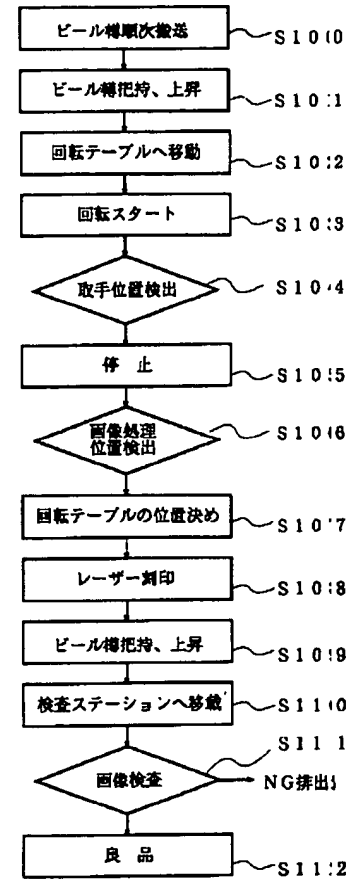 ビール樽順次搬送 S100
ビール樽把持、上昇 S101
回転テーブルへ移動 S102
回転スタート S103
取手位置検出 S104
停 止 S105
画像処理
位置検出 S106
回転テーブルの位置決め S107
レーザー刻印 S108
ビール樽把持、上昇 S109
検査ステーションへ移載 S110
S111
画像検査 NG排出
良 品 S112